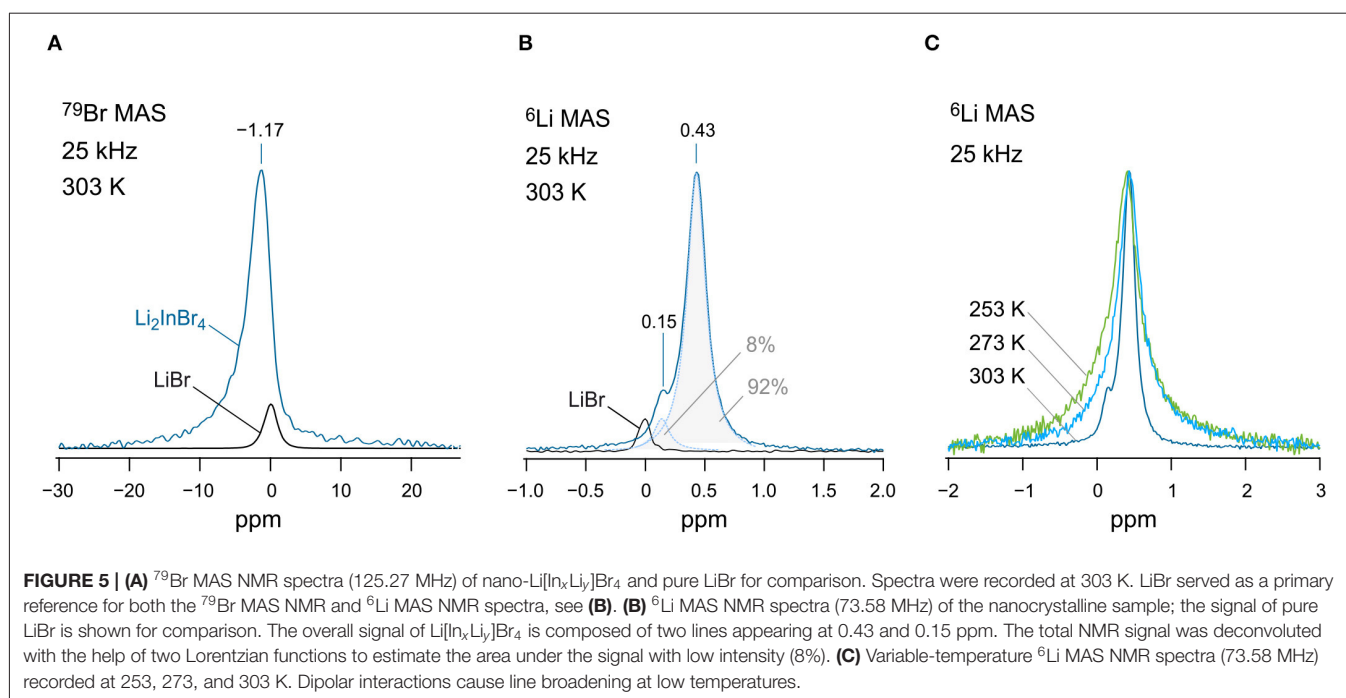 A
B
C
⁷⁹Br MAS
25 kHz
303 K
−1.17
Li₂InBr₄
LiBr
−30
−20
−10
0
10
20
ppm
⁶Li MAS
25 kHz
303 K
0.43
0.15
8%
92%
LiBr
−1.0
−0.5
0
0.5
1.0
1.5
2.0
ppm
⁶Li MAS
25 kHz
253 K
273 K
303 K
−2
−1
0
1
2
3
ppm
FIGURE 5 | (A) ⁷⁹Br MAS NMR spectra (125.27 MHz) of nano-Li[InₓLiᵧ]Br₄ and pure LiBr for comparison. Spectra were recorded at 303 K. LiBr served as a primary
reference for both the ⁷⁹Br MAS NMR and ⁶Li MAS NMR spectra, see (B). (B) ⁶Li MAS NMR spectra (73.58 MHz) of the nanocrystalline sample; the signal of pure
LiBr is shown for comparison. The overall signal of Li[InₓLiᵧ]Br₄ is composed of two lines appearing at 0.43 and 0.15 ppm. The total NMR signal was deconvoluted
with the help of two Lorentzian functions to estimate the area under the signal with low intensity (8%). (C) Variable-temperature ⁶Li MAS NMR spectra (73.58 MHz)
recorded at 253, 273, and 303 K. Dipolar interactions cause line broadening at low temperatures.